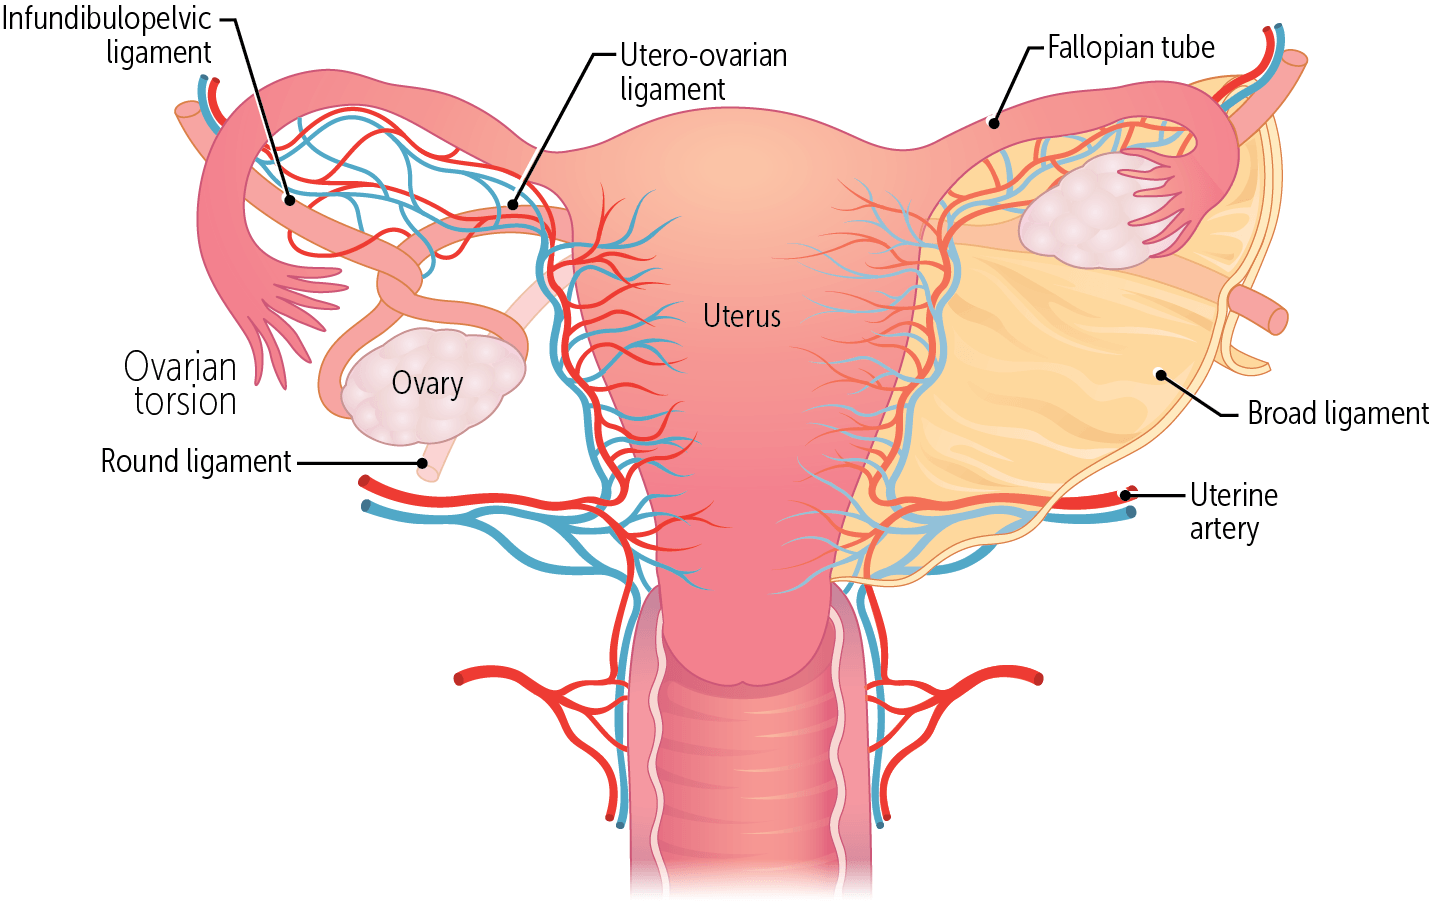 Infundibulopelvic
ligament
Utero-ovarian
ligament
Fallopian tube
Uterus
Ovarian
torsion
Ovary
Broad ligament
Round ligament
Uterine
artery